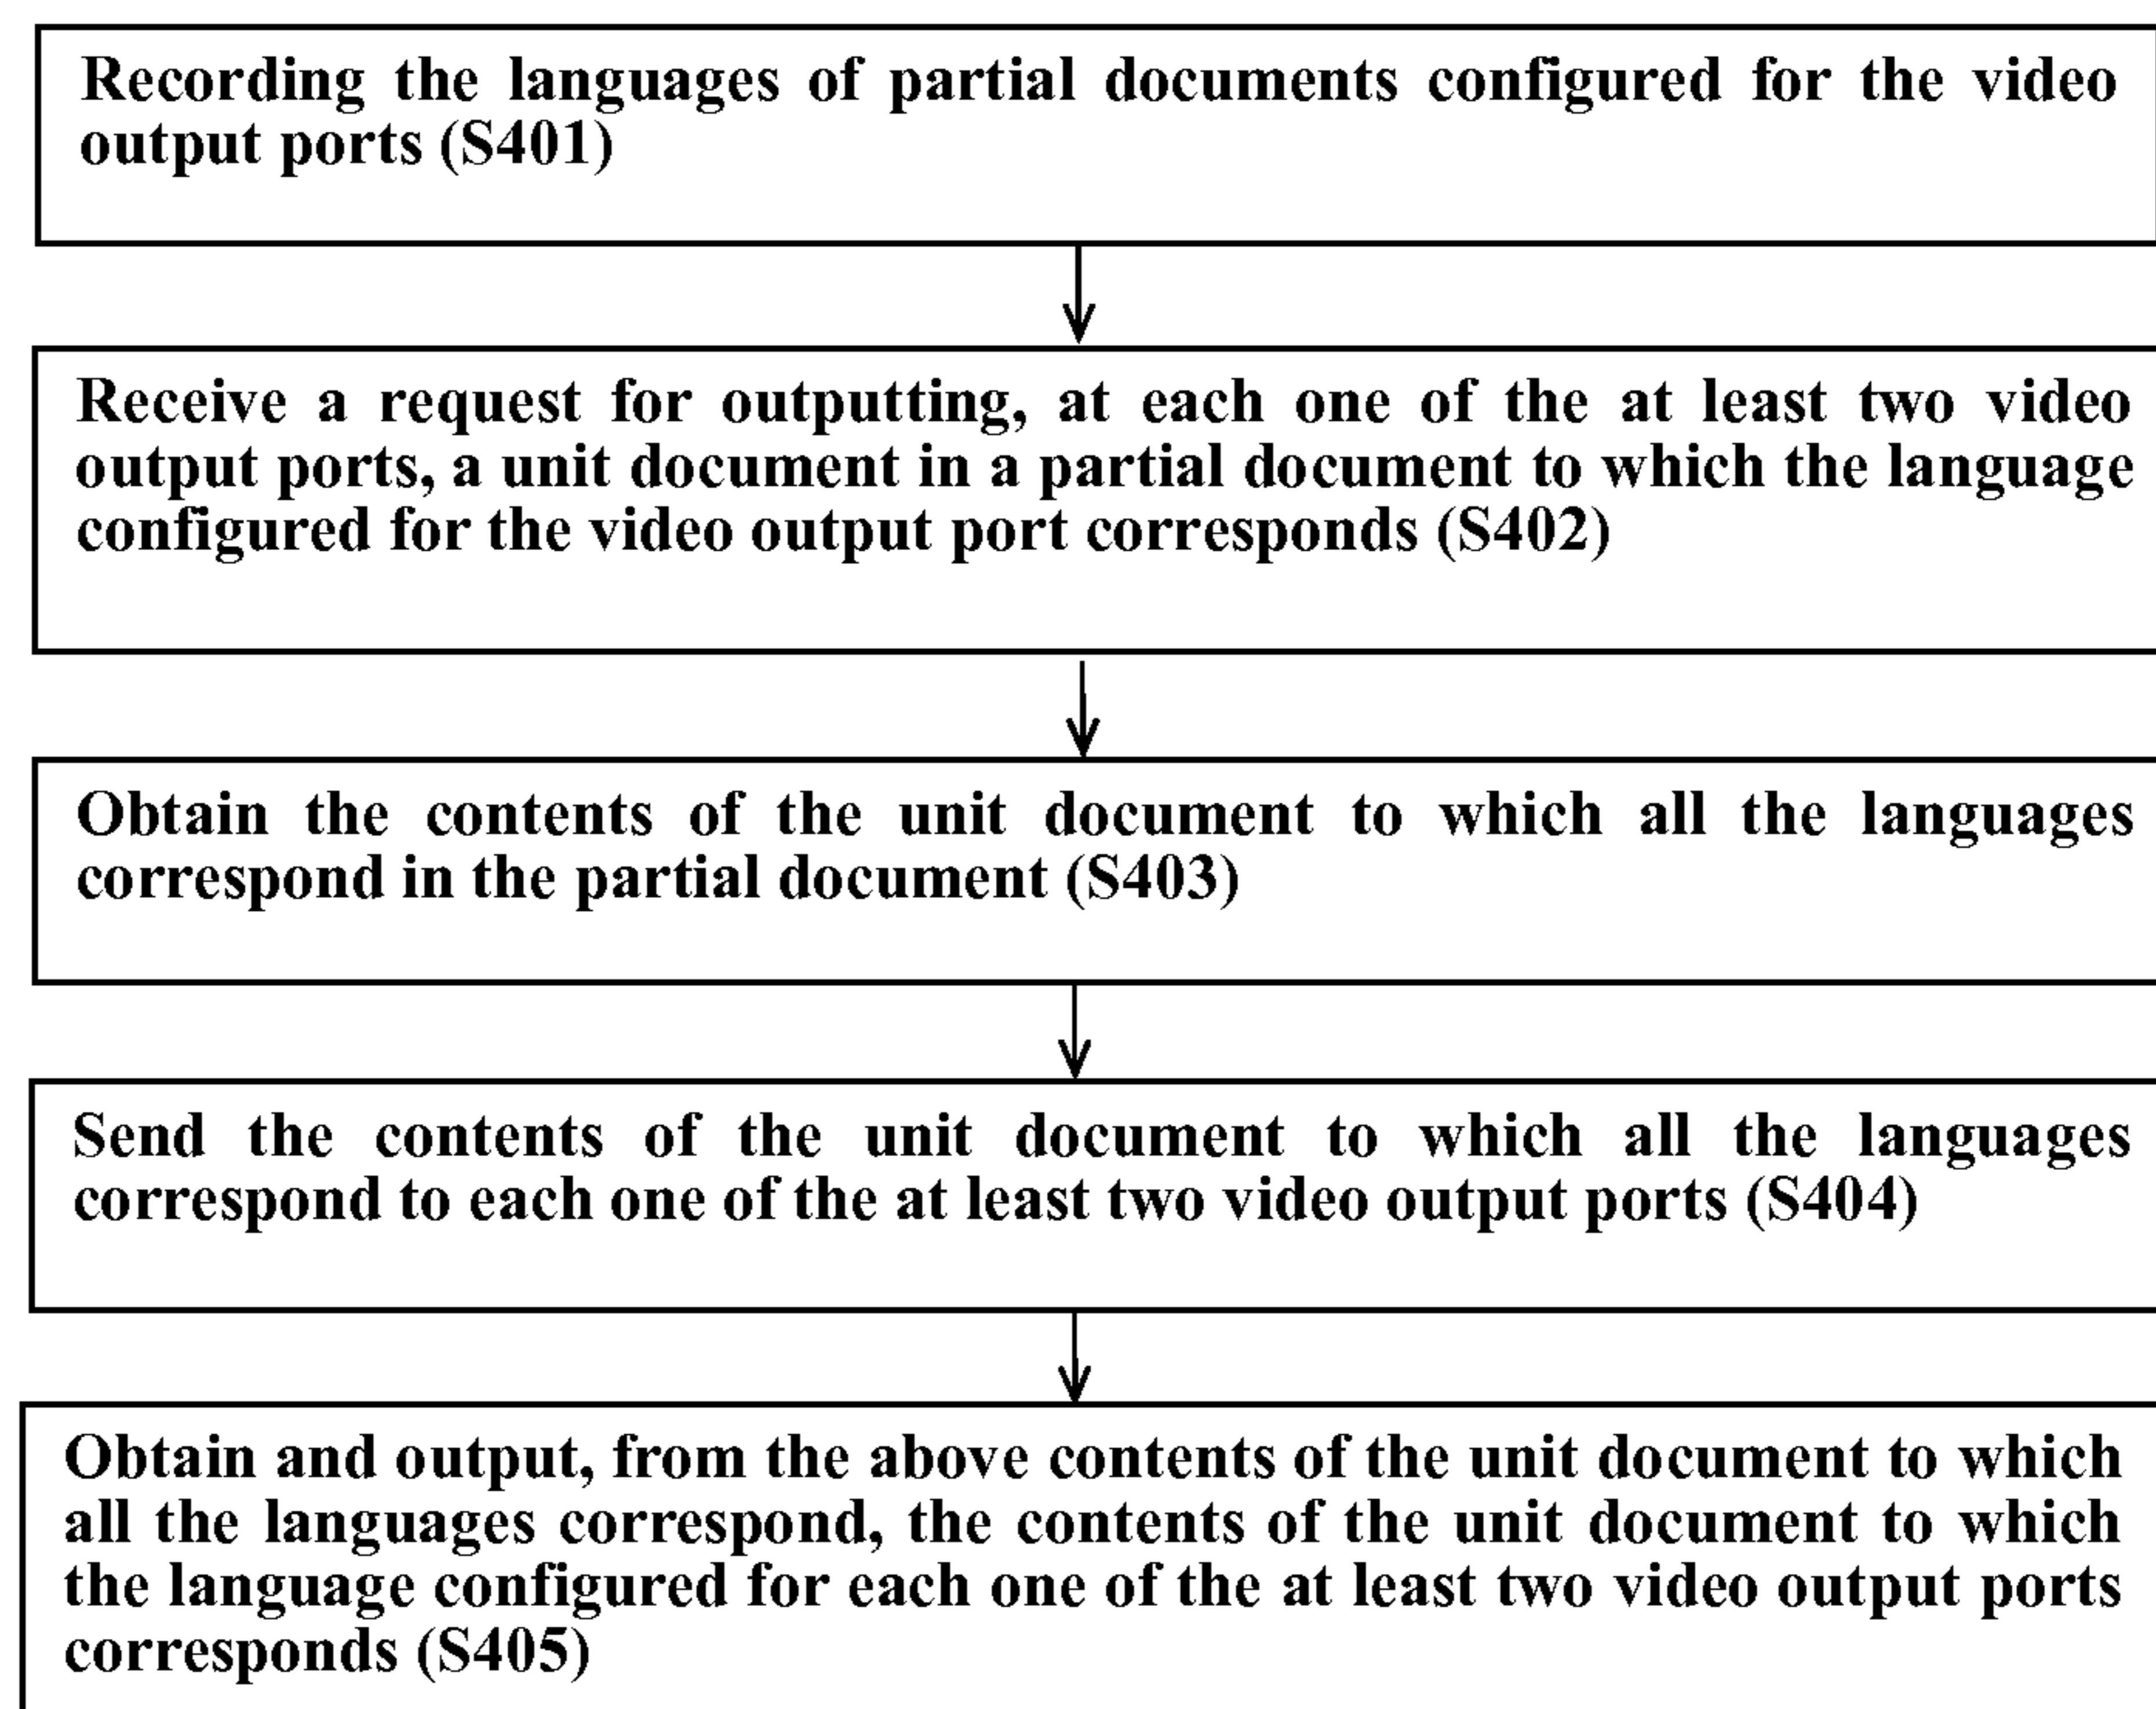 Recording the languages of partial documents configured for the video
output ports (S401)
Receive a request for outputting, at each one of the at least two video
output ports, a unit document in a partial document to which the language
configured for the video output port corresponds (S402)
Obtain the contents of the unit document to which all the languages
correspond in the partial document (S403)
Send the contents of the unit document to which all the languages
correspond to each one of the at least two video output ports (S404)
Obtain and output, from the above contents of the unit document to which
all the languages correspond, the contents of the unit document to which
the language configured for each one of the at least two video output ports
corresponds (S405)